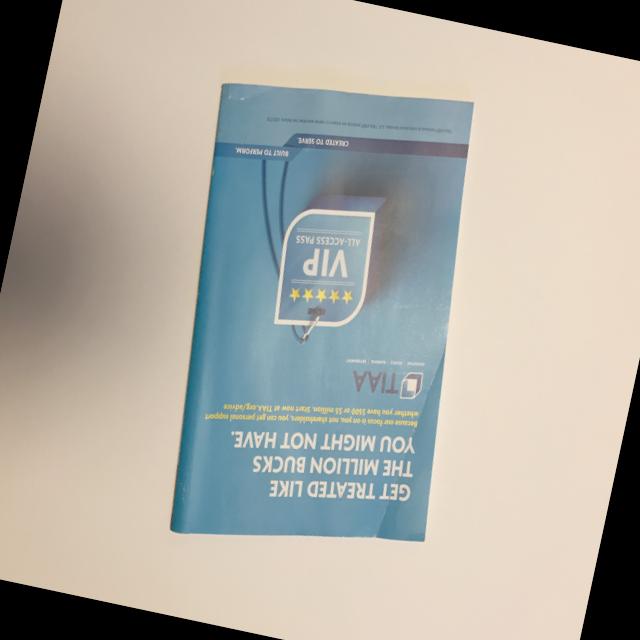 GET TREATED LIKE
THE MILLION BUCKS
YOU MIGHT NOT HAVE.
Because our focus is on you, not shareholders, you can get personal support
whether you have $500 or $5 million. Start now at TIAA.org/advice
TIAA
VIP
ALL-ACCESS PASS
BUILT TO PERFORM.
CREATED TO SERVE.